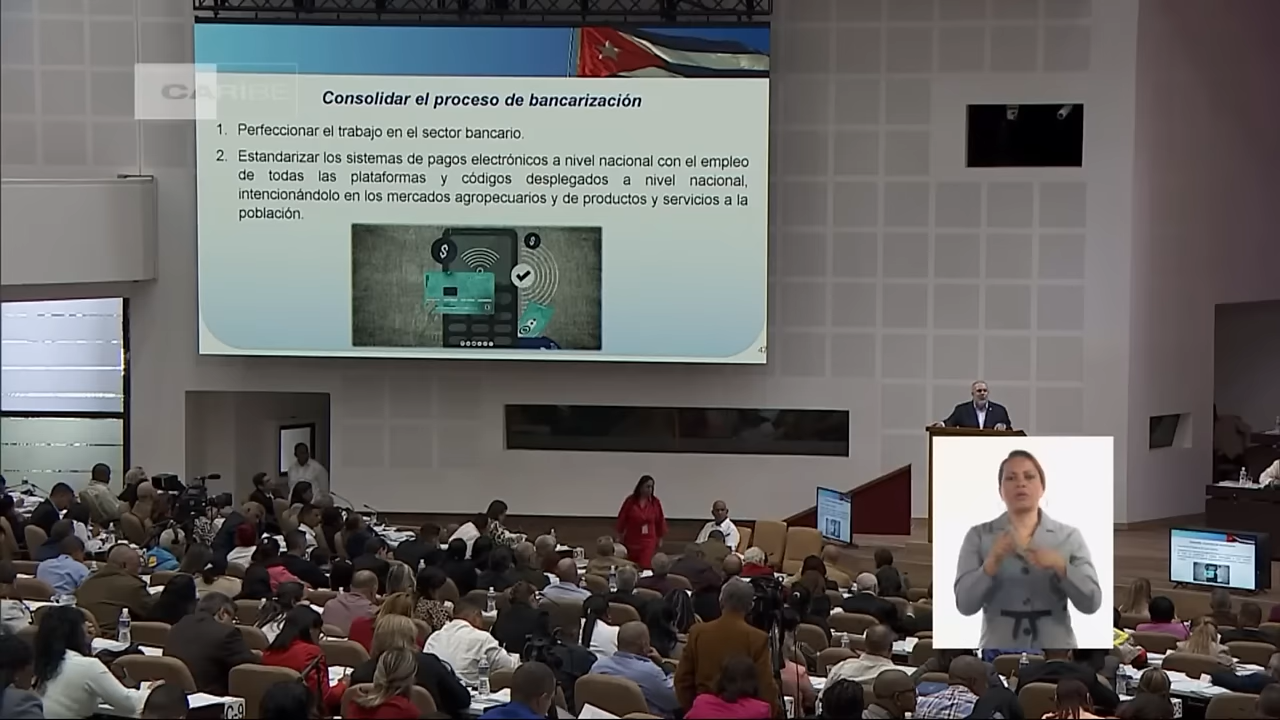 CARIBE
Consolidar el proceso de bancarización
1. Perfeccionar el trabajo en el sector bancario.
2. Estandarizar los sistemas de pagos electrónicos a nivel nacional con el empleo
de todas las plataformas y códigos desplegados a nivel nacional,
intencionándolo en los mercados agropecuarios y de productos y servicios a la
población.
C-9